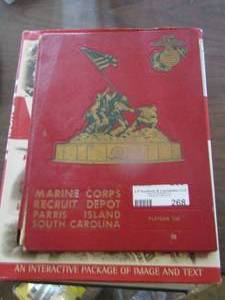 MARINE CORPS
RECRUIT DEPOT
PARRIS ISLAND
SOUTH CAROLINA
268
PLATOON
AN INTERACTIVE PACKAGE OF IMAGE AND TEXT